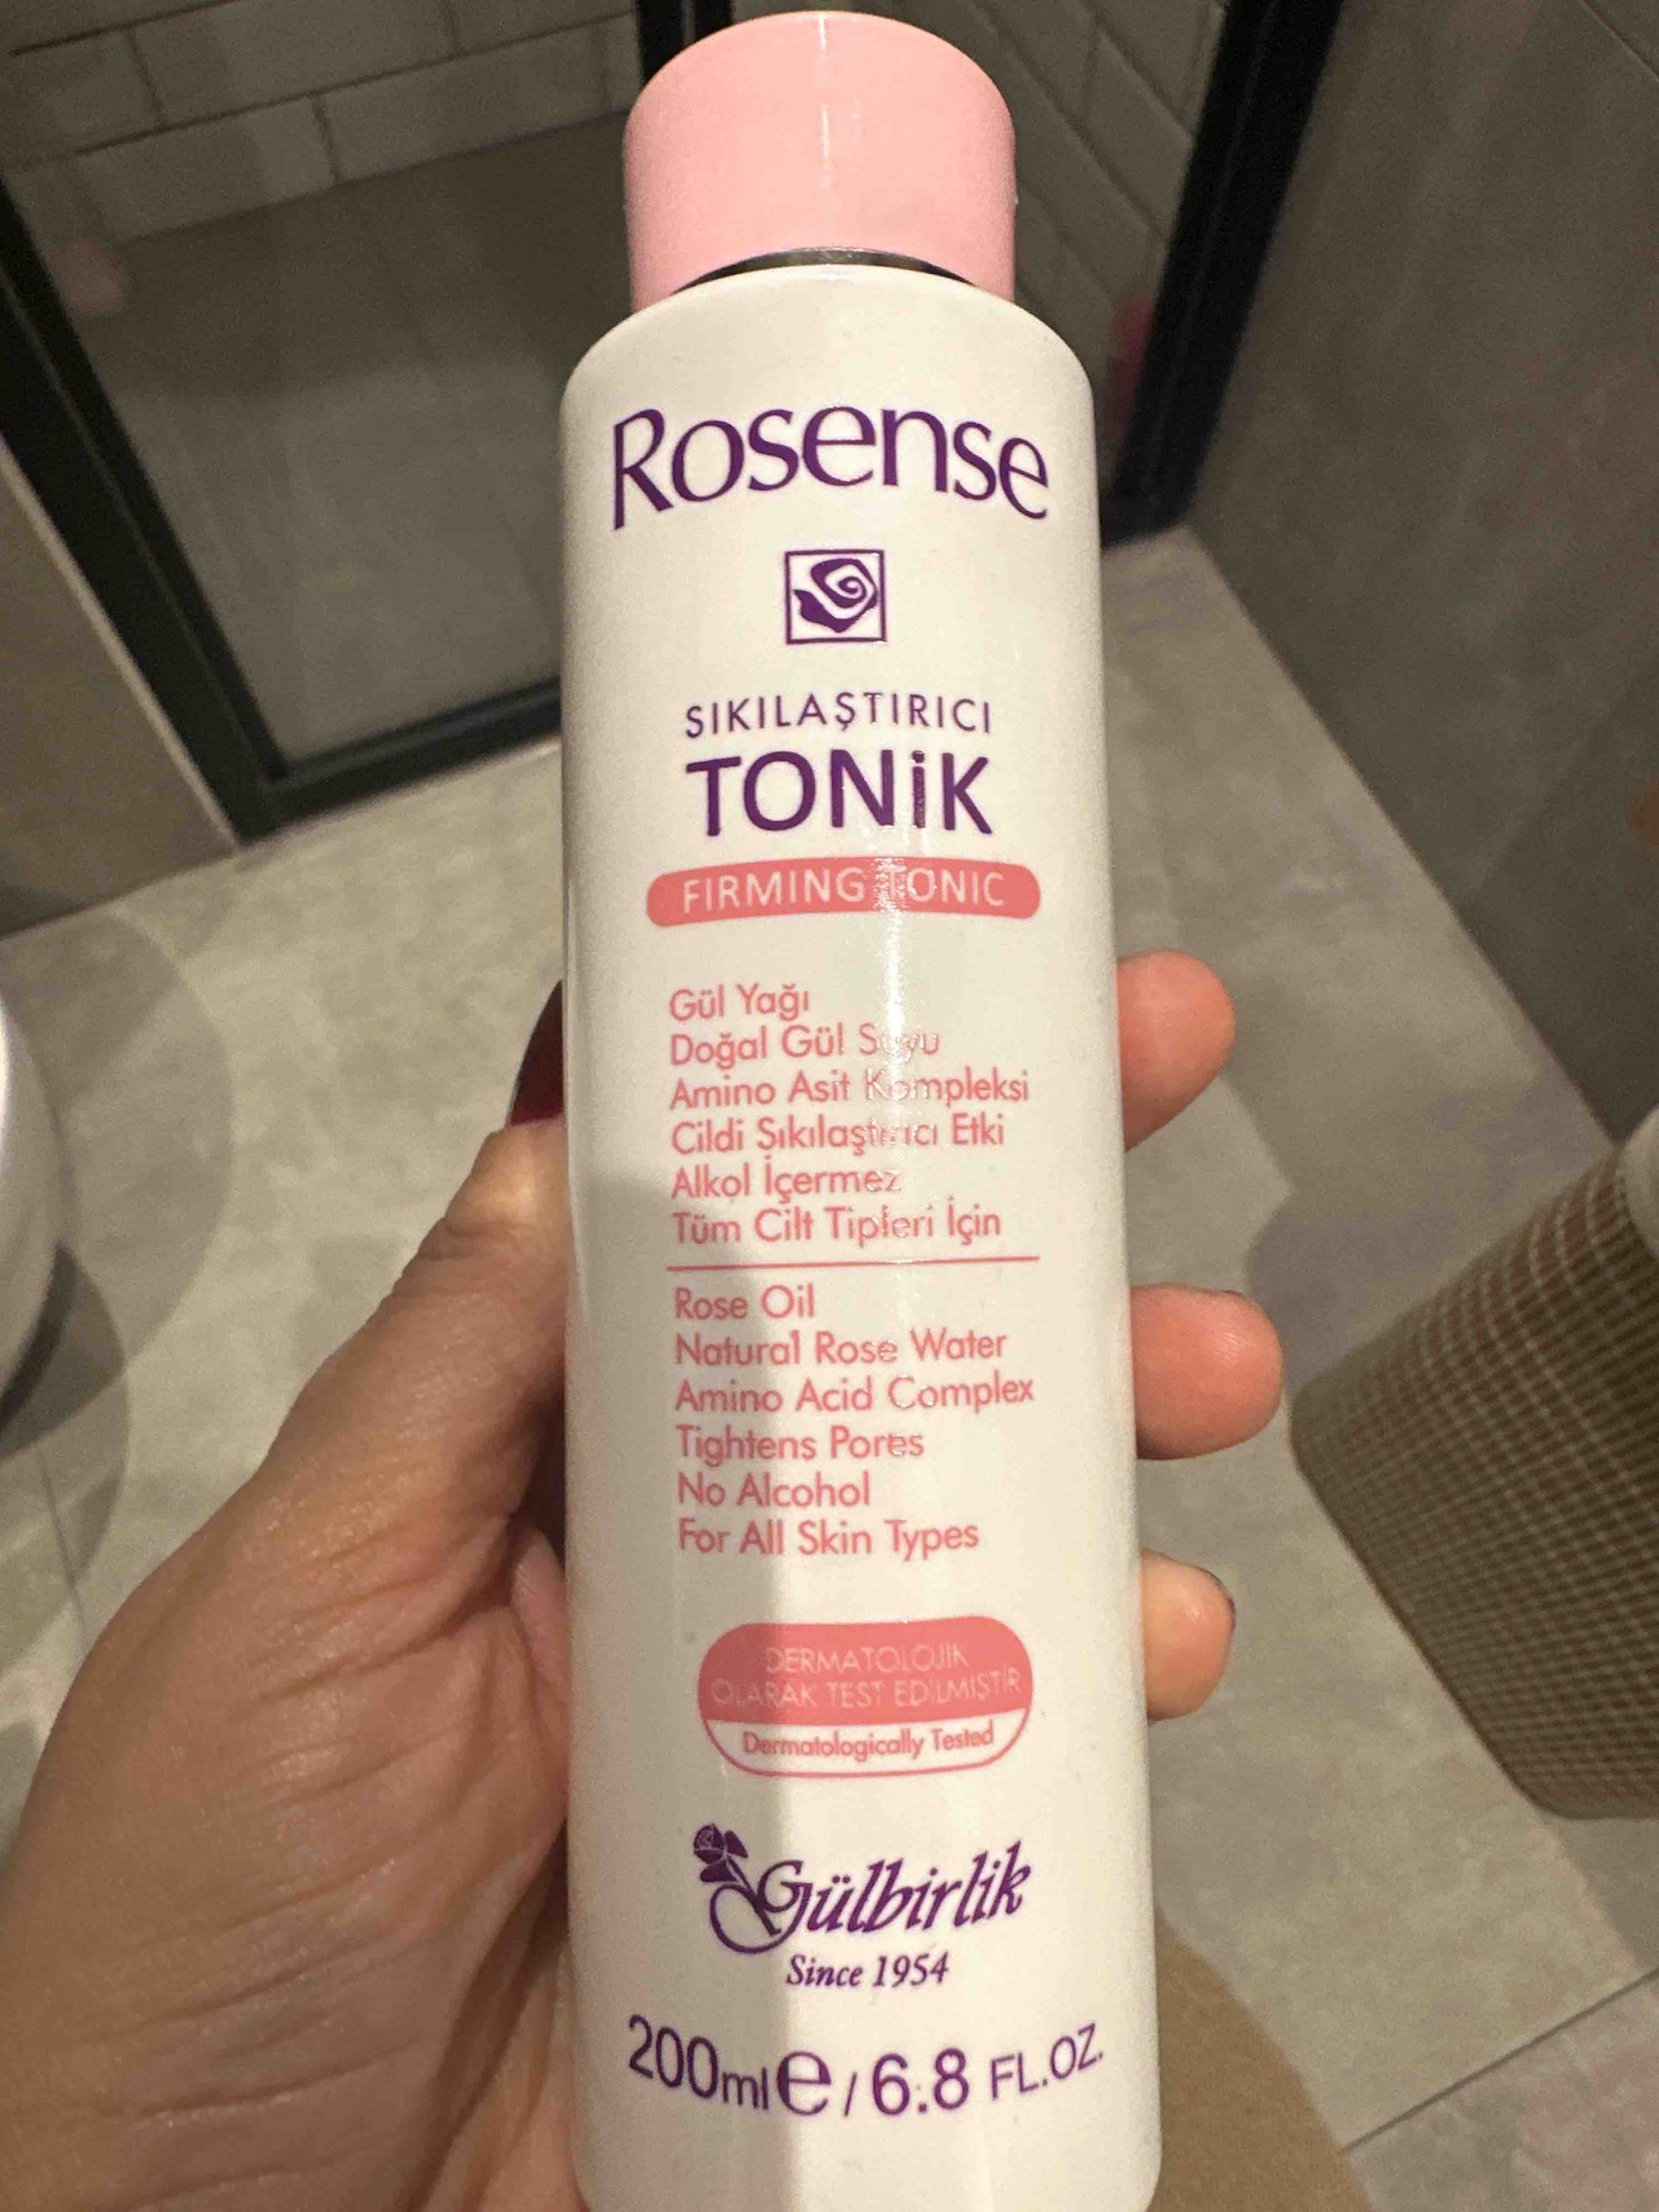 Rosense
SIKILAŞTIRICI
TONiK
FIRMING TONIC
Gül Yağı
Doğal Gül Suyu
Amino Asit Kompleksi
Cildi Sıkılaştırıcı Etki
Alkol İçermez
Tüm Cilt Tipleri İçin
Rose Oil
Natural Rose Water
Amino Acid Complex
Tightens Pores
No Alcohol
For All Skin Types
DERMATOLOJİK
OLARAK TEST EDİLMİŞTİR
Dermatologically Tested
Gülbirlik
Since 1954
200ml e / 6.8 FL.OZ.